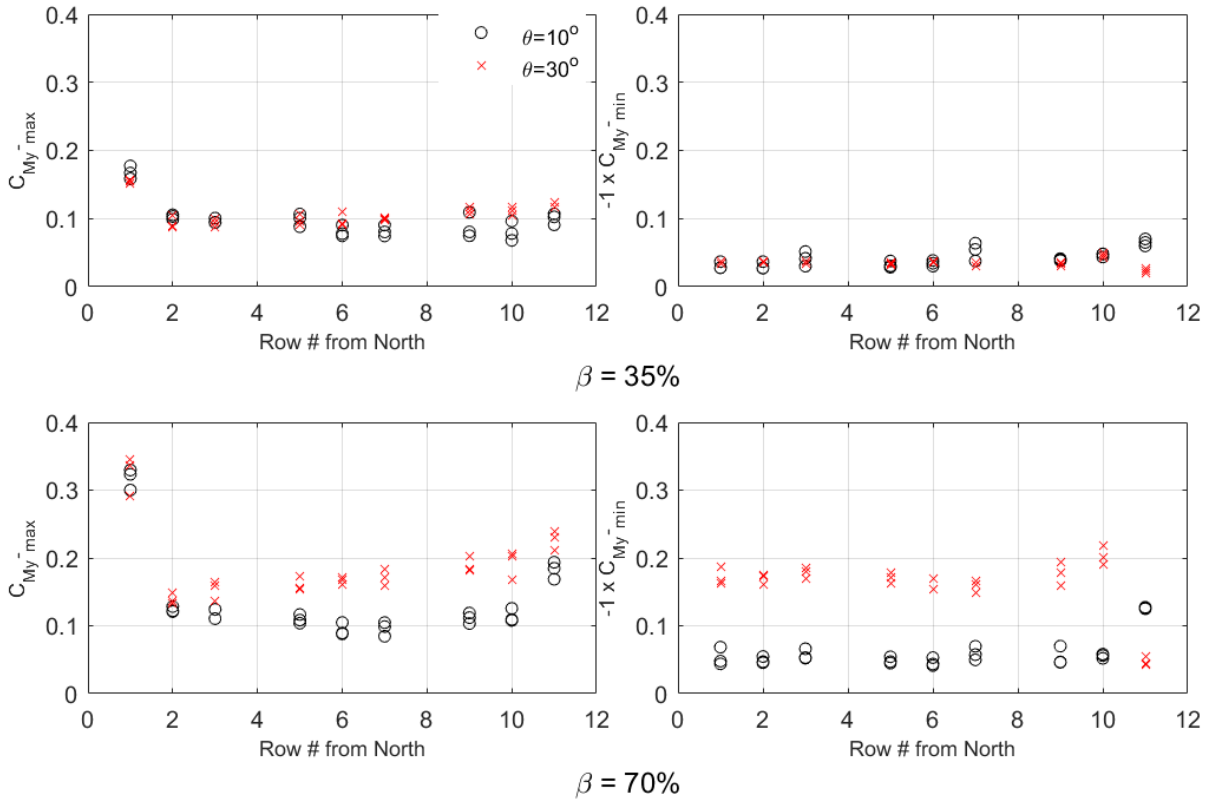 0.4
0.3
0.2
0.1
0
C_My-max
θ=10°
θ=30°
0 2 4 6 8 10 12
Row # from North
0.4
0.3
0.2
0.1
0
-1 x C_My-min
0 2 4 6 8 10 12
Row # from North
β = 35%
0.4
0.3
0.2
0.1
0
C_My-max
0 2 4 6 8 10 12
Row # from North
0.4
0.3
0.2
0.1
0
-1 x C_My-min
0 2 4 6 8 10 12
Row # from North
β = 70%